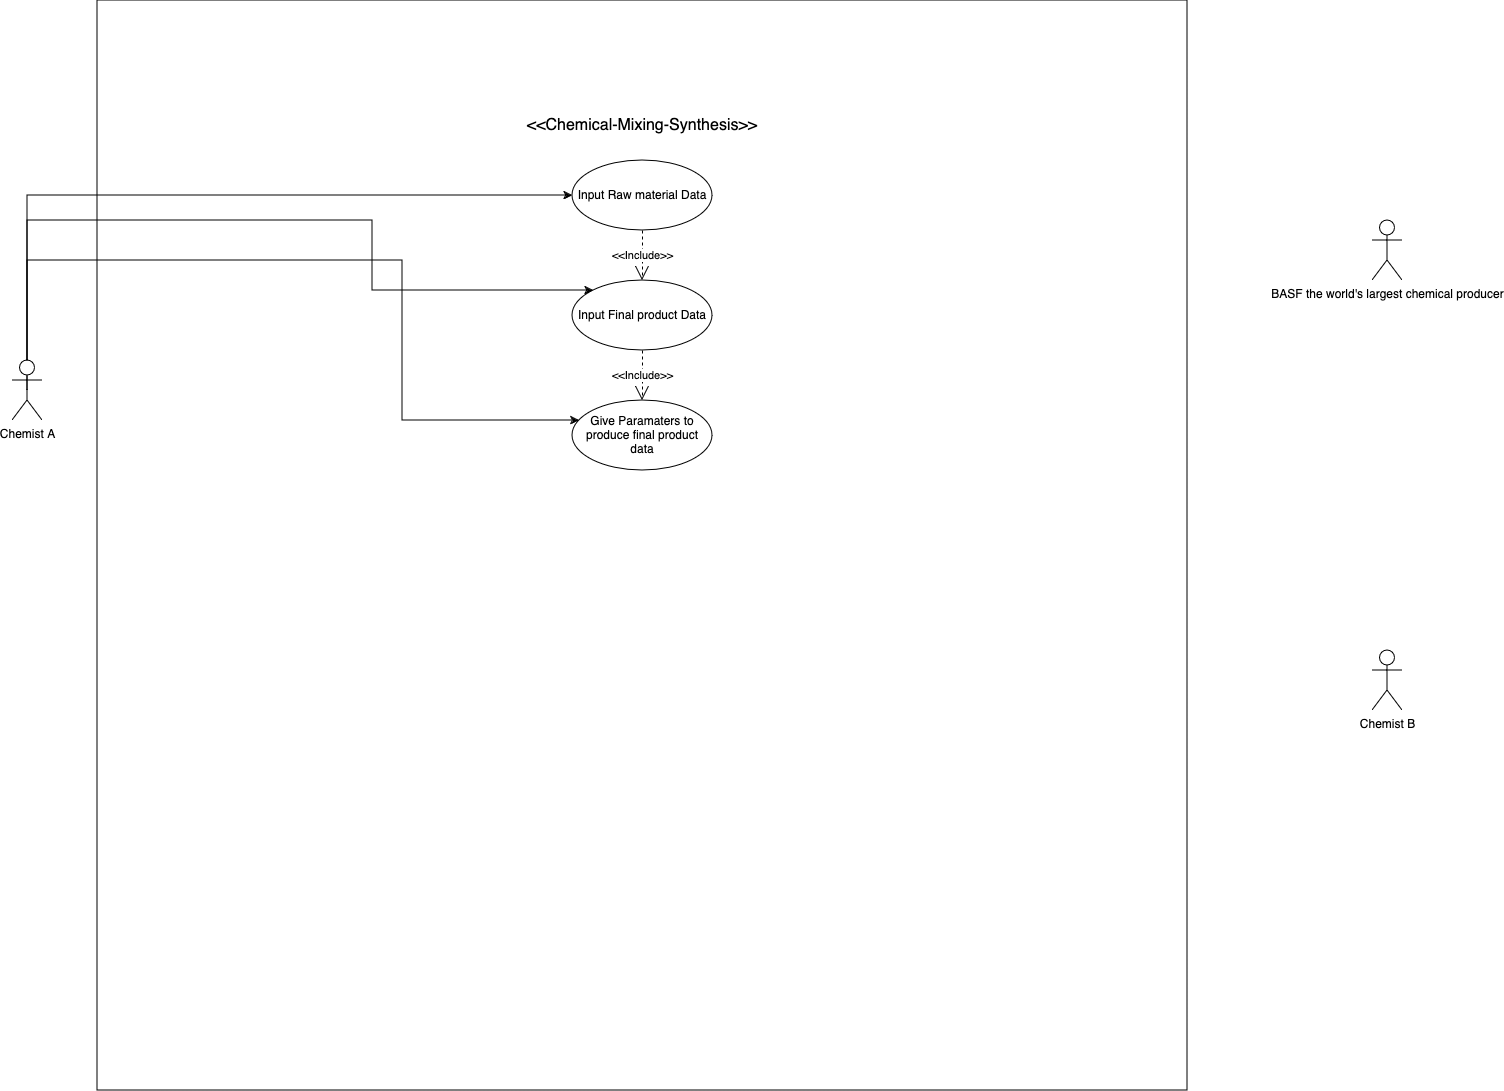 <<Chemical-Mixing-Synthesis>>
Input Raw material Data
<<Include>>
Input Final product Data
<<Include>>
Give Paramaters to
produce final product
data
Chemist A
BASF the world's largest chemical producer
Chemist B